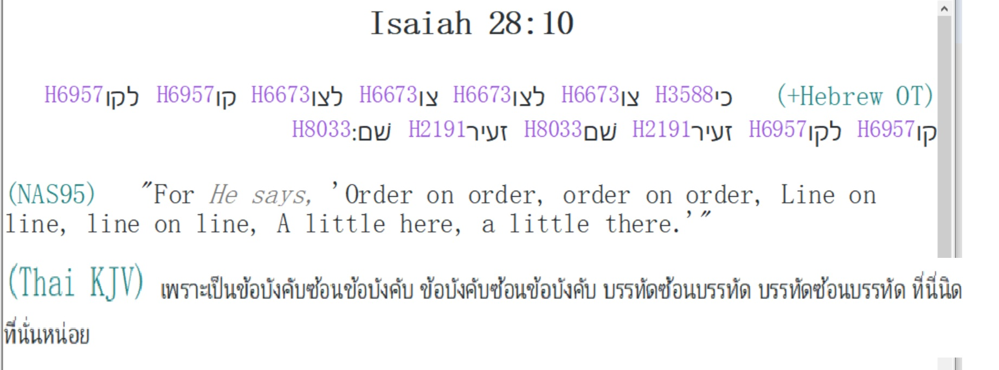 Isaiah 28:10
(+Hebrew OT) כיH3588 צוH6673 לצוH6673 צוH6673 לצוH6673 קוH6957 לקוH6957
קוH6957 לקוH6957 זעירH2191 שׁםH8033 זעירH2191 שׁם:H8033
(NAS95) "For He says, 'Order on order, order on order, Line on
line, line on line, A little here, a little there.'"
(Thai KJV) เพราะเป็นข้อบังคับซ้อนข้อบังคับ ข้อบังคับซ้อนข้อบังคับ บรรทัดซ้อนบรรทัด บรรทัดซ้อนบรรทัด ที่นี่นิด
ที่นั่นหน่อย